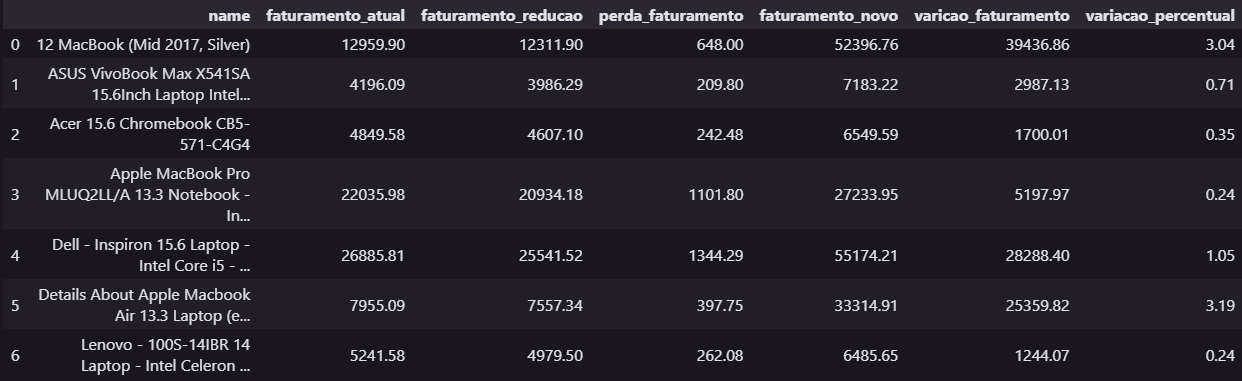 name faturamento_atual faturamento_reducao perda_faturamento faturamento_novo varicao_faturamento variacao_percentual
0 12 MacBook (Mid 2017, Silver) 12959.90 12311.90 648.00 52396.76 39436.86 3.04
ASUS VivoBook Max X541SA
1 15.6Inch Laptop Intel... 4196.09 3986.29 209.80 7183.22 2987.13 0.71
Acer 15.6 Chromebook CB5-
2 571-C4G4 4849.58 4607.10 242.48 6549.59 1700.01 0.35
Apple MacBook Pro
3 MLUQ2LL/A 13.3 Notebook - 22035.98 20934.18 1101.80 27233.95 5197.97 0.24
In...
Dell - Inspiron 15.6 Laptop -
4 Intel Core i5 - ... 26885.81 25541.52 1344.29 55174.21 28288.40 1.05
Details About Apple Macbook
5 Air 13.3 Laptop (e... 7955.09 7557.34 397.75 33314.91 25359.82 3.19
Lenovo - 100S-14IBR 14
6 Laptop - Intel Celeron ... 5241.58 4979.50 262.08 6485.65 1244.07 0.24